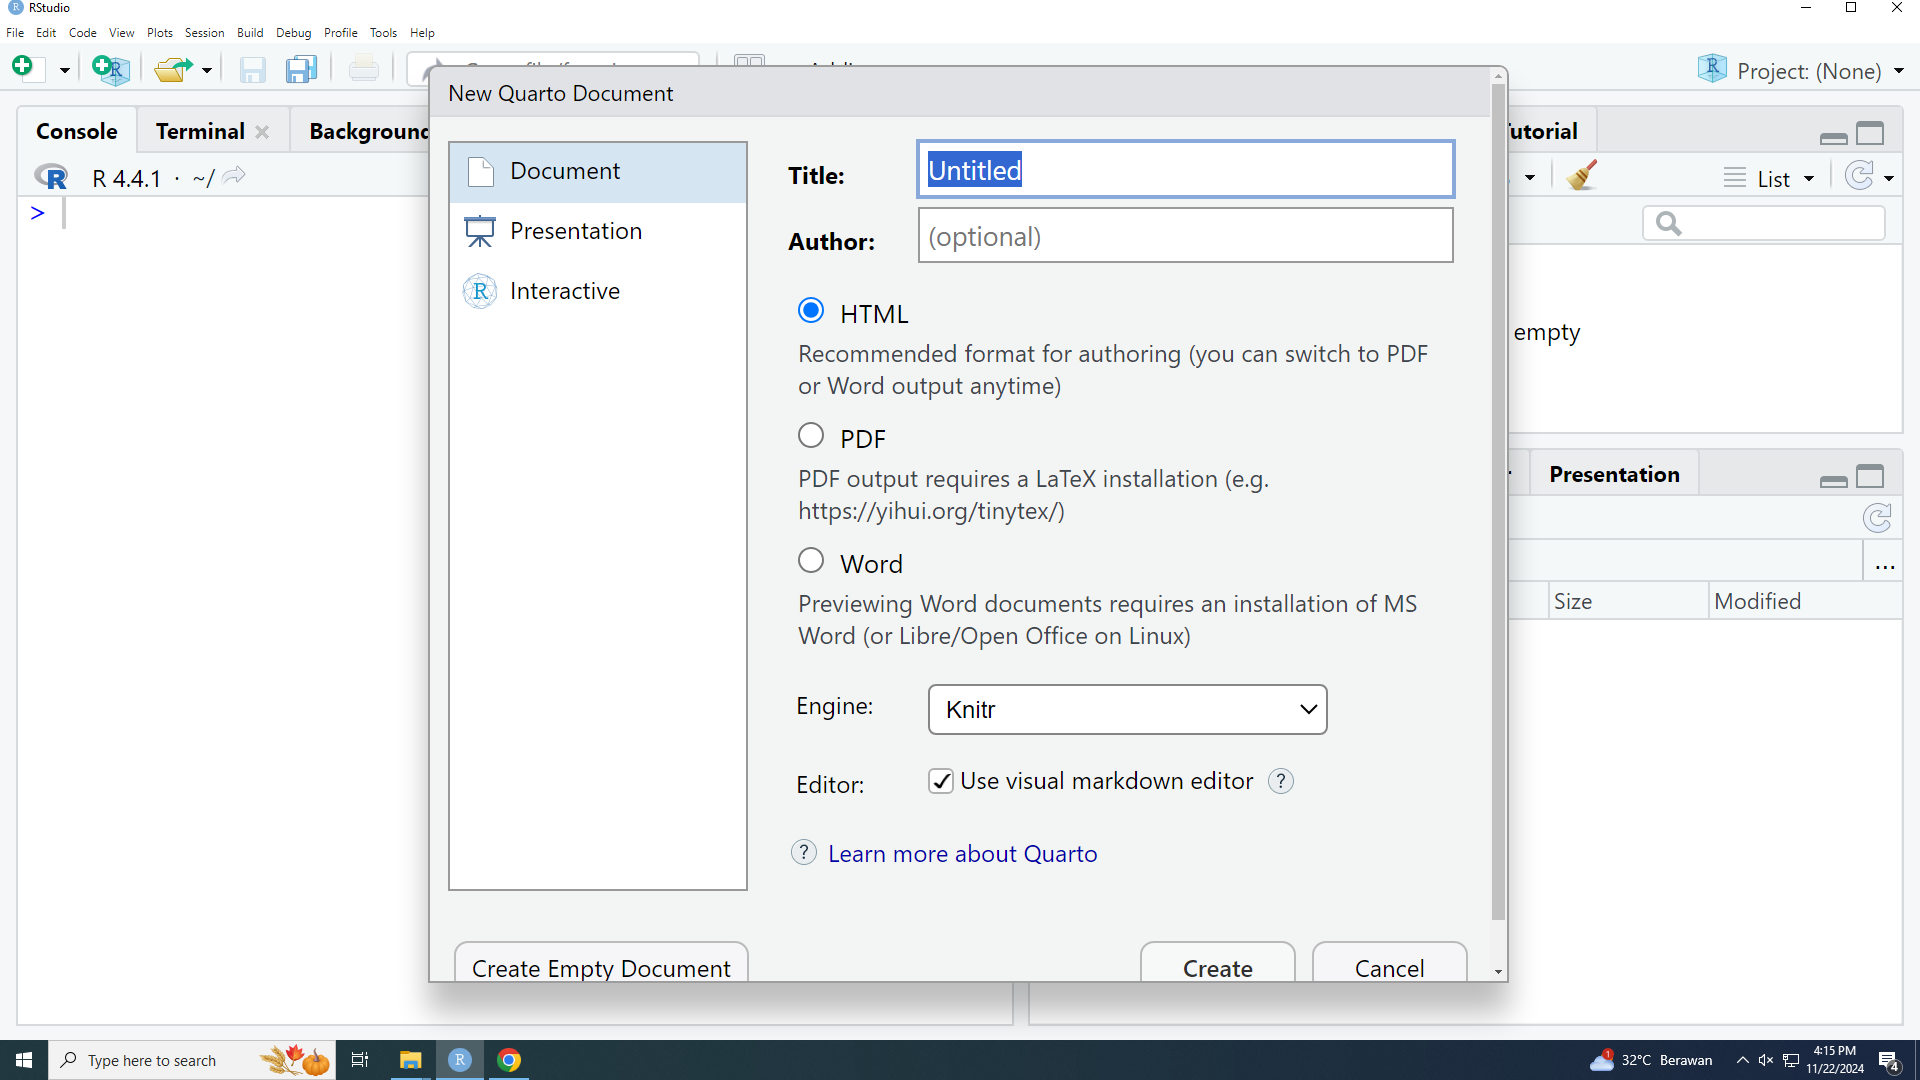 RStudio
File Edit Code View Plots Session Build Debug Profile Tools Help
Project: (None)
New Quarto Document
Console Terminal Background
Tutorial
R 4.4.1 · ~/
List
>
Document
Presentation
Interactive
Title: Untitled
Author: (optional)
HTML
Recommended format for authoring (you can switch to PDF
or Word output anytime)
empty
PDF
PDF output requires a LaTeX installation (e.g.
https://yihui.org/tinytex/)
Presentation
Word
Previewing Word documents requires an installation of MS
Word (or Libre/Open Office on Linux)
...
Size Modified
Engine: Knitr
Editor: Use visual markdown editor ?
? Learn more about Quarto
Create Empty Document Create Cancel
Type here to search
1 32°C Berawan
4:15 PM
11/22/2024
4